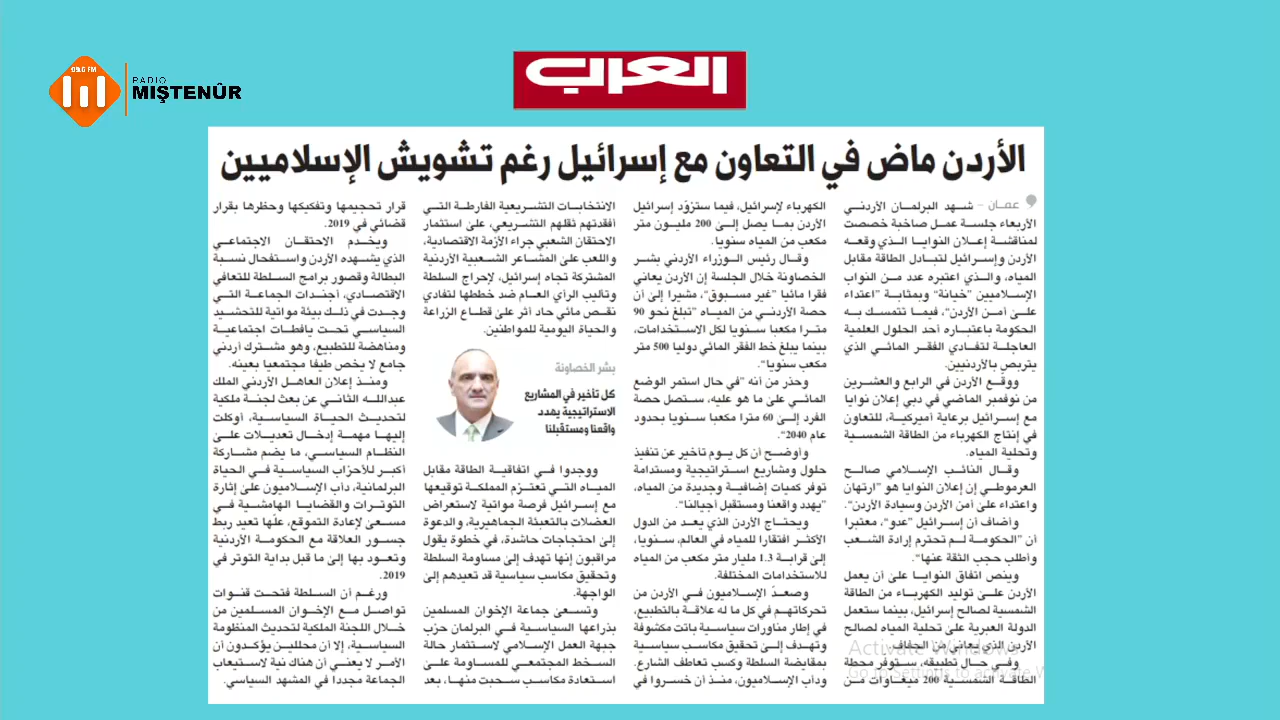 99.6 FM
RADIO
MIŞTENÛR
العرب
الأردن ماض في التعاون مع إسرائيل رغم تشويش الإسلاميين
عمان – شهد البرلمان الأردني
الأربعاء جلسة عمل صاخبة خصصت
لمناقشة إعلان النوايا الذي وقعه
الأردن وإسرائيل لتبادل الطاقة مقابل
المياه، والذي اعتبره عدد من النواب
الإسلاميين "خيانة" وبمثابة "اعتداء
على أمن الأردن"، فيما تتمسك به
الحكومة باعتباره أحد الحلول العلمية
العاجلة لتفادي الفقر المائي الذي
يتربص بالأردنيين.
ووقع الأردن في الرابع والعشرين
من نوفمبر الماضي في دبي إعلان نوايا
مع إسرائيل برعاية أميركية، للتعاون
في إنتاج الكهرباء من الطاقة الشمسية
وتحلية المياه.
وقال النائب الإسلامي صالح
العرموطي إن إعلان النوايا هو "ارتهان
واعتداء على أمن الأردن وسيادة الأردن".
وأضاف أن إسرائيل "عدو"، معتبرا
أن "الحكومة لم تحترم إرادة الشعب
وأطلب حجب الثقة عنها".
وينص اتفاق النوايا على أن يعمل
الأردن على توليد الكهرباء من الطاقة
الشمسية لصالح إسرائيل، بينما ستعمل
الدولة العبرية على تحلية المياه لصالح
الأردن الذي يعاني من الجفاف.
وفي حال تطبيقه، ستوفر محطة
الطاقة الشمسية 200 ميغاوات من
الكهرباء لإسرائيل، فيما ستزوّد إسرائيل
الأردن بما يصل إلى 200 مليون متر
مكعب من المياه سنويا.
وقال رئيس الوزراء الأردني بشر
الخصاونة خلال الجلسة إن الأردن يعاني
فقرا مائيا "غير مسبوق"، مشيرا إلى أن
حصة الأردني من المياه "تبلغ نحو 90
مترا مكعبا سنويا لكل الاستخدامات،
بينما يبلغ خط الفقر المائي دوليا 500 متر
مكعب سنويا".
وحذر من أنه "في حال استمر الوضع
المائي على ما هو عليه، ستصل حصة
الفرد إلى 60 مترا مكعبا سنويا بحدود
عام 2040".
وأوضح أن كل يوم تأخير عن تنفيذ
حلول ومشاريع استراتيجية ومستدامة
توفر كميات إضافية وجديدة من المياه،
"يهدد واقعنا ومستقبل أجيالنا".
ويحتاج الأردن الذي يعد من الدول
الأكثر افتقارا للمياه في العالم، سنويا،
إلى قرابة 1.3 مليار متر مكعب من المياه
للاستخدامات المختلفة.
وصعدّ الإسلاميون في الأردن من
تحركاتهم في كل ما له علاقة بالتطبيع،
في إطار مناورات سياسية باتت مكشوفة
وتهدف إلى تحقيق مكاسب سياسية
بمقايضة السلطة وكسب تعاطف الشارع.
ودأب الإسلاميون، منذ أن خسروا في
الانتخابات التشريعية الفارطة التي
أفقدتهم ثقلهم التشريعي، على استثمار
الاحتقان الشعبي جراء الأزمة الاقتصادية،
واللعب على المشاعر الشعبية الأردنية
المشتركة تجاه إسرائيل، لإحراج السلطة
وتأليب الرأي العام ضد خططها لتفادي
نقص مائي حاد أثر على قطاع الزراعة
والحياة اليومية للمواطنين.
بشر الخصاونة
كل تأخير في المشاريع
الاستراتيجية يهدد
واقعنا ومستقبلنا
ووجدوا في اتفاقية الطاقة مقابل
المياه التي تعتزم المملكة توقيعها
مع إسرائيل فرصة مواتية لاستعراض
العضلات بالتعبئة الجماهيرية، والدعوة
إلى احتجاجات حاشدة، في خطوة يقول
مراقبون إنها تهدف إلى مساومة السلطة
وتحقيق مكاسب سياسية قد تعيدهم إلى
الواجهة.
وتسعى جماعة الإخوان المسلمين
بذراعها السياسية في البرلمان حزب
جبهة العمل الإسلامي لاستثمار حالة
السخط المجتمعي للمساومة على
استعادة مكاسب سحبت منها، بعد
قرار تحجيمها وتفكيكها وحظرها بقرار
قضائي في 2019.
ويخدم الاحتقان الاجتماعي
الذي يشهده الأردن واستفحال نسبة
البطالة وقصور برامج السلطة للتعافي
الاقتصادي، أجندات الجماعة التي
وجدت في ذلك بيئة مواتية للتحشيد
السياسي تحت يافطات اجتماعية
ومناهضة للتطبيع، وهو مشترك أردني
جامع لا يخص طيفا مجتمعيا بعينه.
ومنذ إعلان العاهل الأردني الملك
عبدالله الثاني عن بعث لجنة ملكية
لتحديث الحياة السياسية، أوكلت
إليها مهمة إدخال تعديلات على
النظام السياسي، ما يضم مشاركة
أكبر للأحزاب السياسية في الحياة
البرلمانية، دأب الإسلاميون على إثارة
التوترات والقضايا الهامشية في
مسعى لإعادة التموقع، علّها تعيد ربط
جسور العلاقة مع الحكومة الأردنية
وتعود بها إلى ما قبل بداية التوتر في
2019.
ورغم أن السلطة فتحت قنوات
تواصل مع الإخوان المسلمين من
خلال اللجنة الملكية لتحديث المنظومة
السياسية، إلا أن محللين يؤكدون أن
الأمر لا يعني أن هناك نية لاستيعاب
الجماعة مجددا في المشهد السياسي.
Activate Windows
Go to Settings to activate W